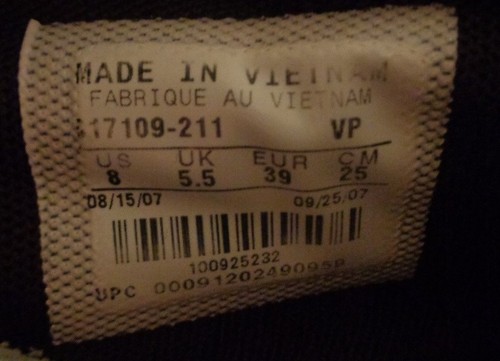 MADE IN VIETNAM
FABRIQUE AU VIETNAM
317109-211 VP
US UK EUR CM
8 5.5 39 25
08/15/07 09/25/07
100925232
UPC